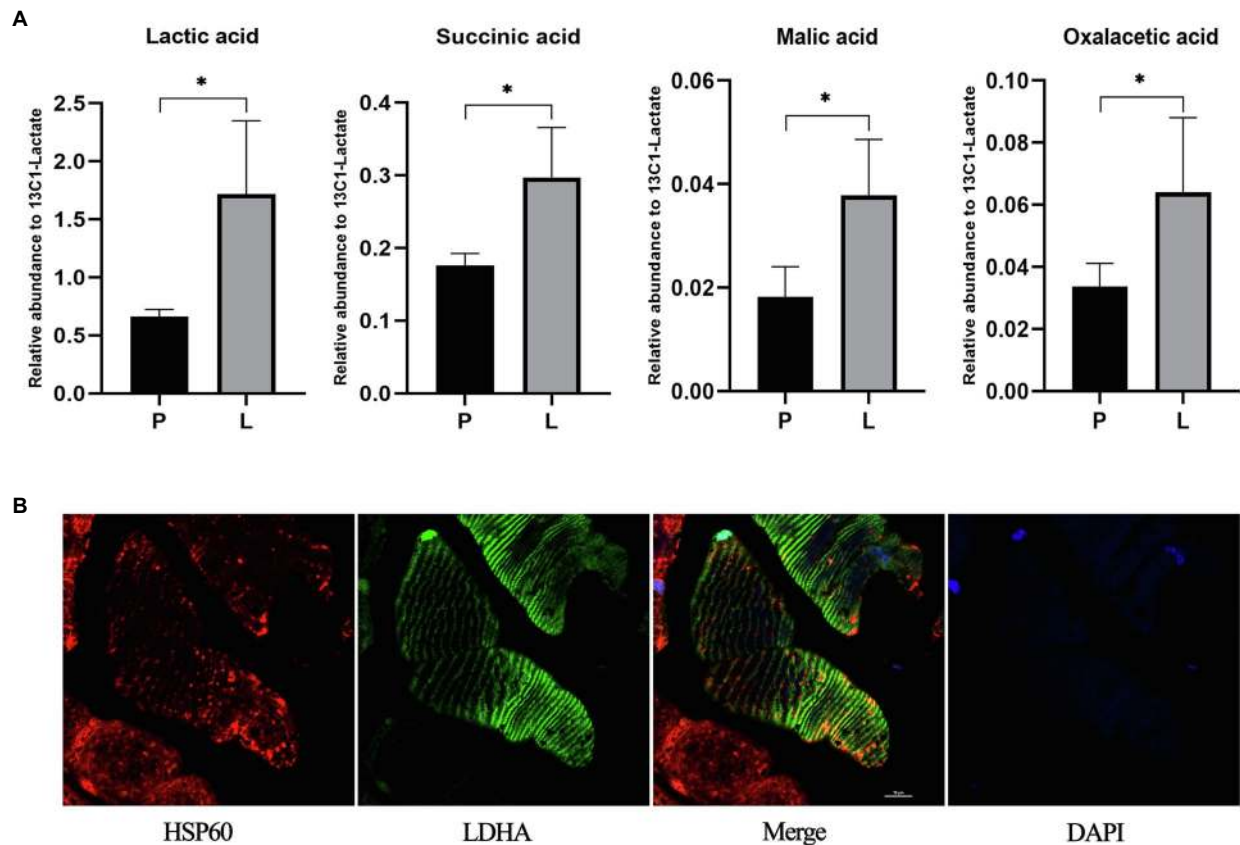 A
Lactic acid
Succinic acid
Malic acid
Oxalacetic acid
Relative abundance to 13C1-Lactate
2.5
2.0
1.5
1.0
0.5
0.0
*
P
L
Relative abundance to 13C1-Lactate
0.4
0.3
0.2
0.1
0.0
*
P
L
Relative abundance to 13C1-Lactate
0.06
0.04
0.02
0.00
*
P
L
Relative abundance to 13C1-Lactate
0.10
0.08
0.06
0.04
0.02
0.00
*
P
L
B
HSP60
LDHA
Merge
DAPI